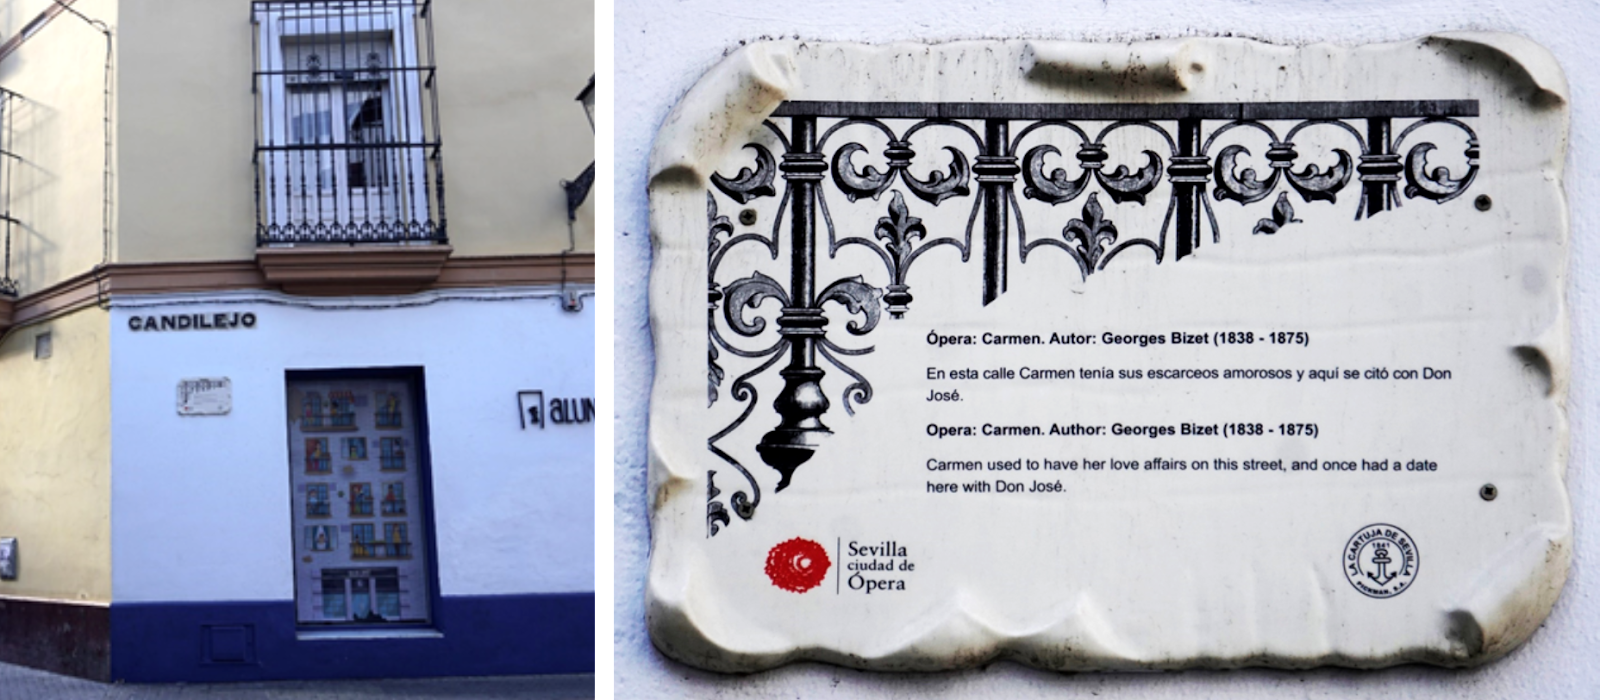 CANDILEJO
Ópera: Carmen. Autor: Georges Bizet (1838 - 1875)
En esta calle Carmen tenía sus escarceos amorosos y aquí se citó con Don
José.
Opera: Carmen. Author: Georges Bizet (1838 - 1875)
Carmen used to have her love affairs on this street, and once had a date
here with Don José.
Sevilla
ciudad de
Ópera
LA CARTUJA DE SEVILLA
1841
PICKMAN, S.A.